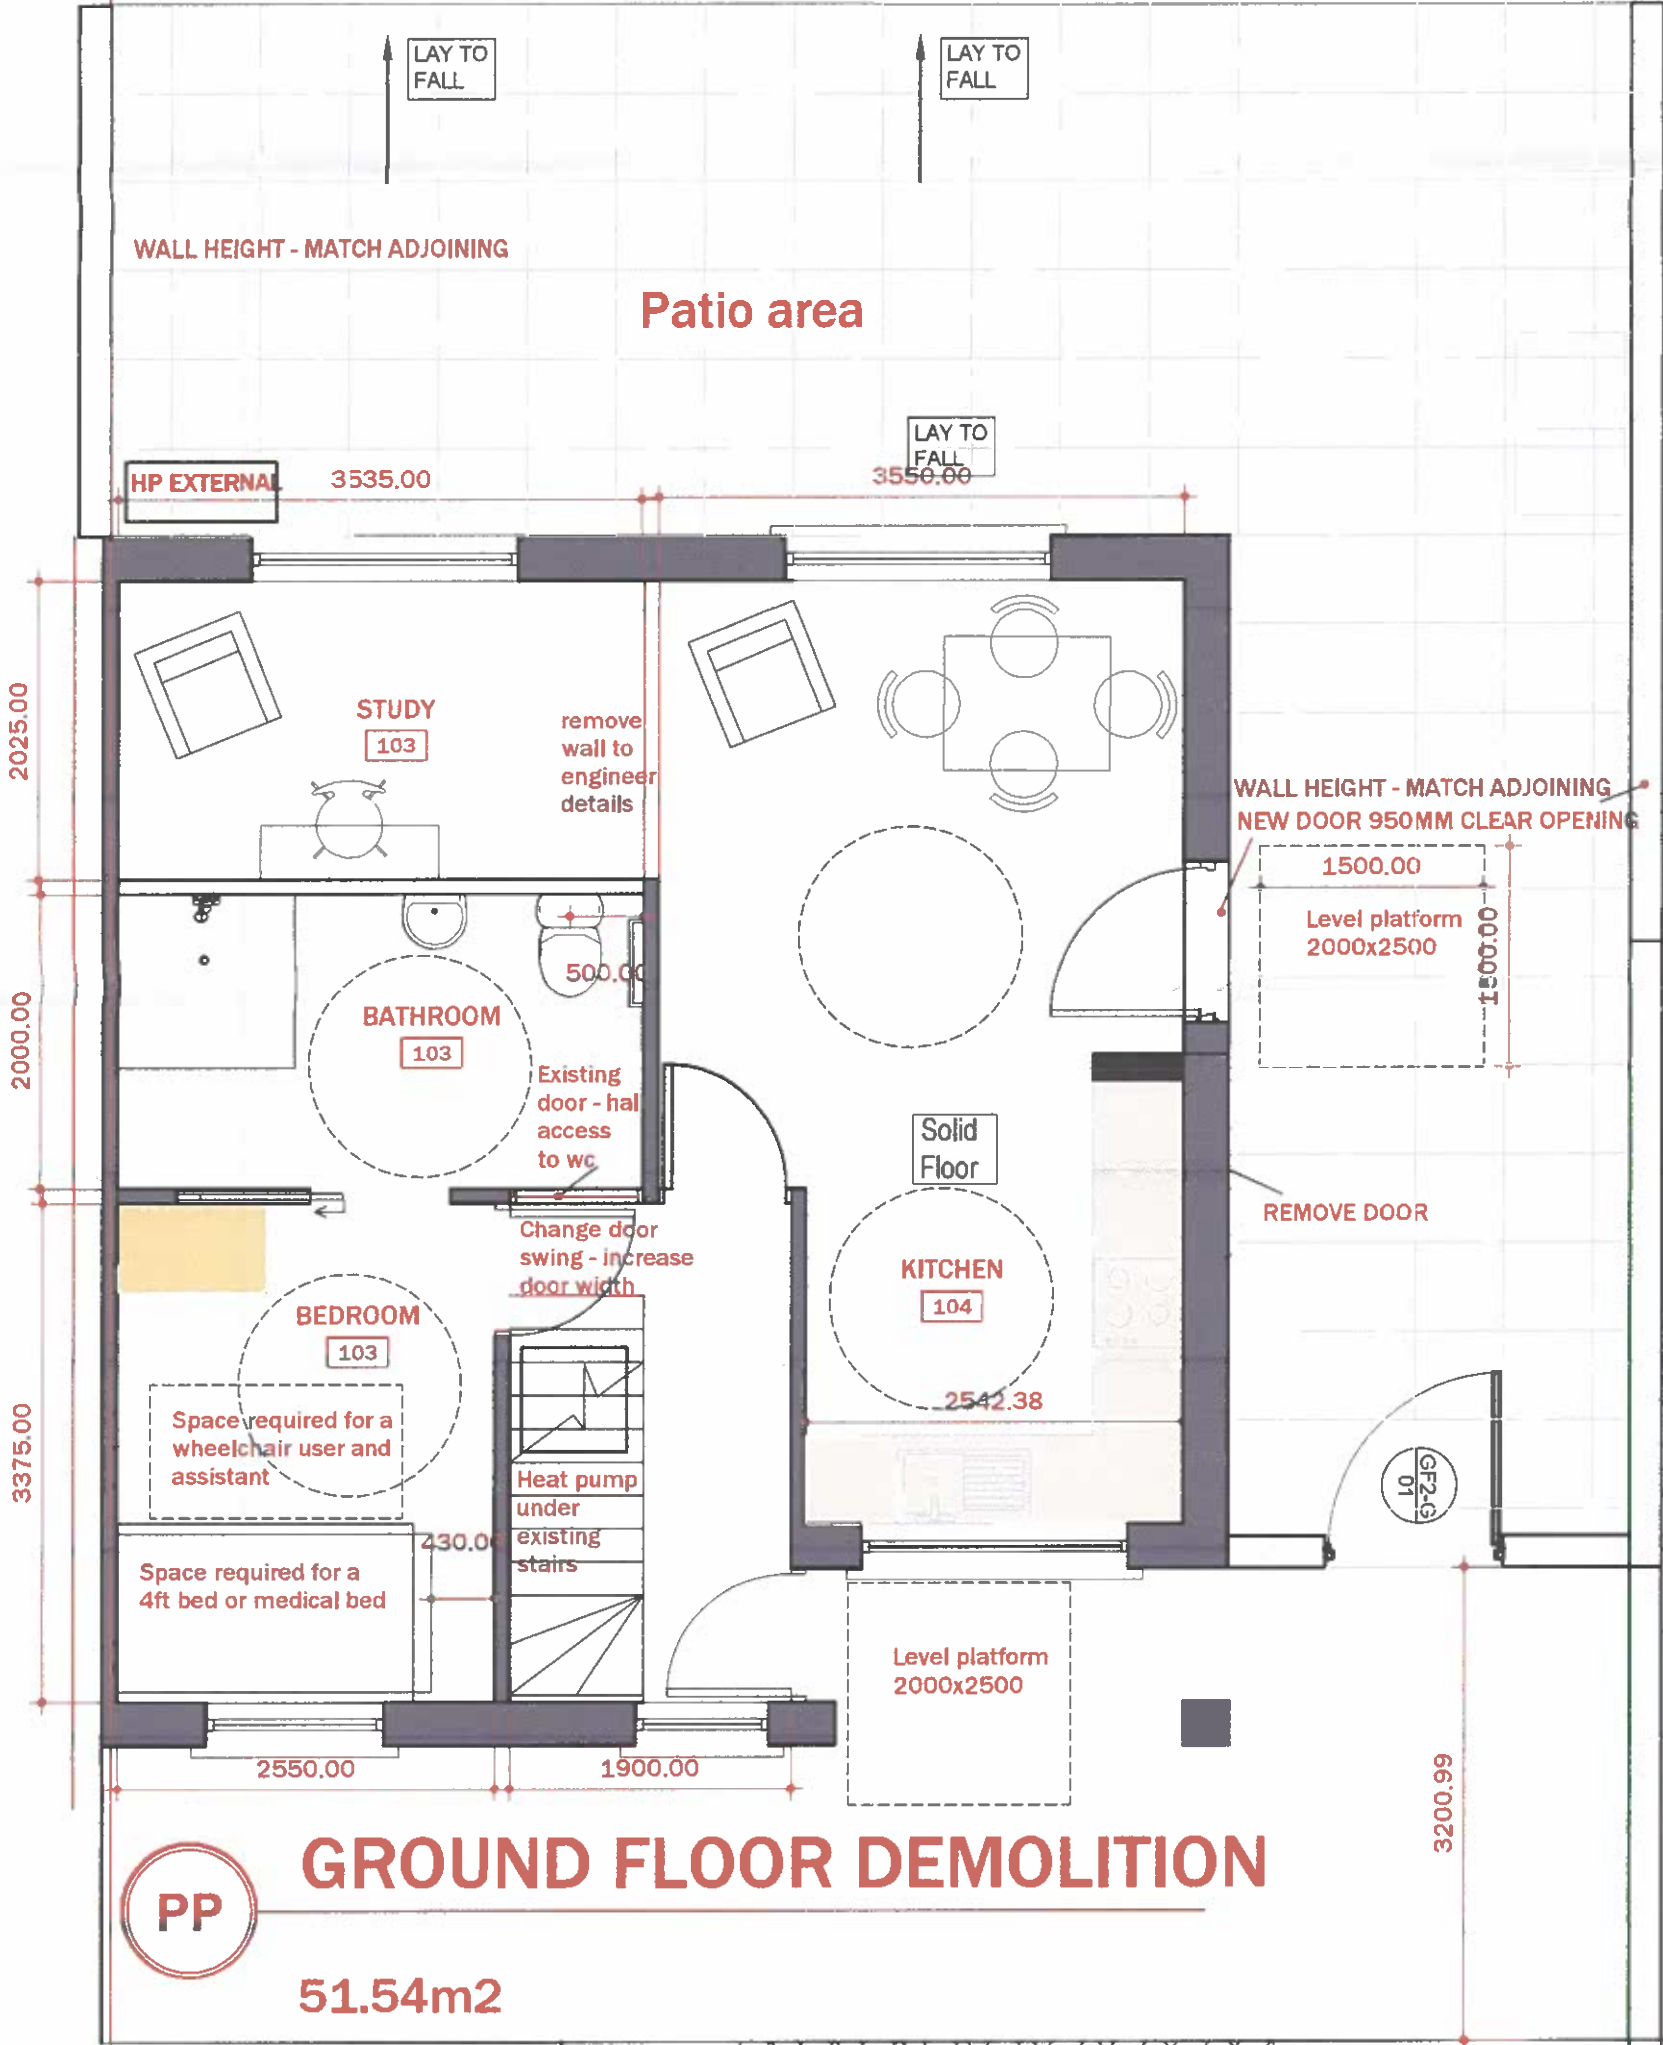 LAY TO
FALL
LAY TO
FALL
WALL HEIGHT - MATCH ADJOINING
Patio area
LAY TO
FALL
HP EXTERNAL
3535.00
3550.00
2025.00
STUDY
103
remove
wall to
engineer
details
WALL HEIGHT - MATCH ADJOINING
NEW DOOR 950MM CLEAR OPENING
1500.00
Level platform
2000x2500
1500.00
500.00
2000.00
BATHROOM
103
Existing
door - hal
access
to wc
Solid
Floor
REMOVE DOOR
Change door
swing - increase
door width
KITCHEN
104
BEDROOM
103
2542.38
3375.00
Space required for a
wheelchair user and
assistant
Heat pump
under
existing
stairs
GF2-G
01
430.00
Space required for a
4ft bed or medical bed
Level platform
2000x2500
2550.00
1900.00
3200.99
PP
GROUND FLOOR DEMOLITION
51.54m2